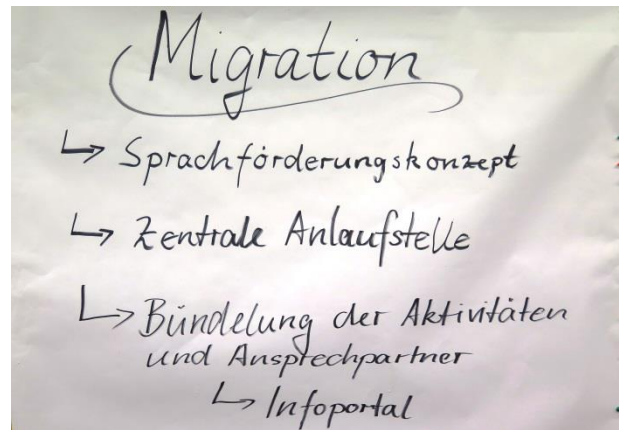 Migration
↳ Sprachförderungskonzept
↳ Zentrale Anlaufstelle
↳ Bündelung der Aktivitäten
und Ansprechpartner
↳ Infoportal